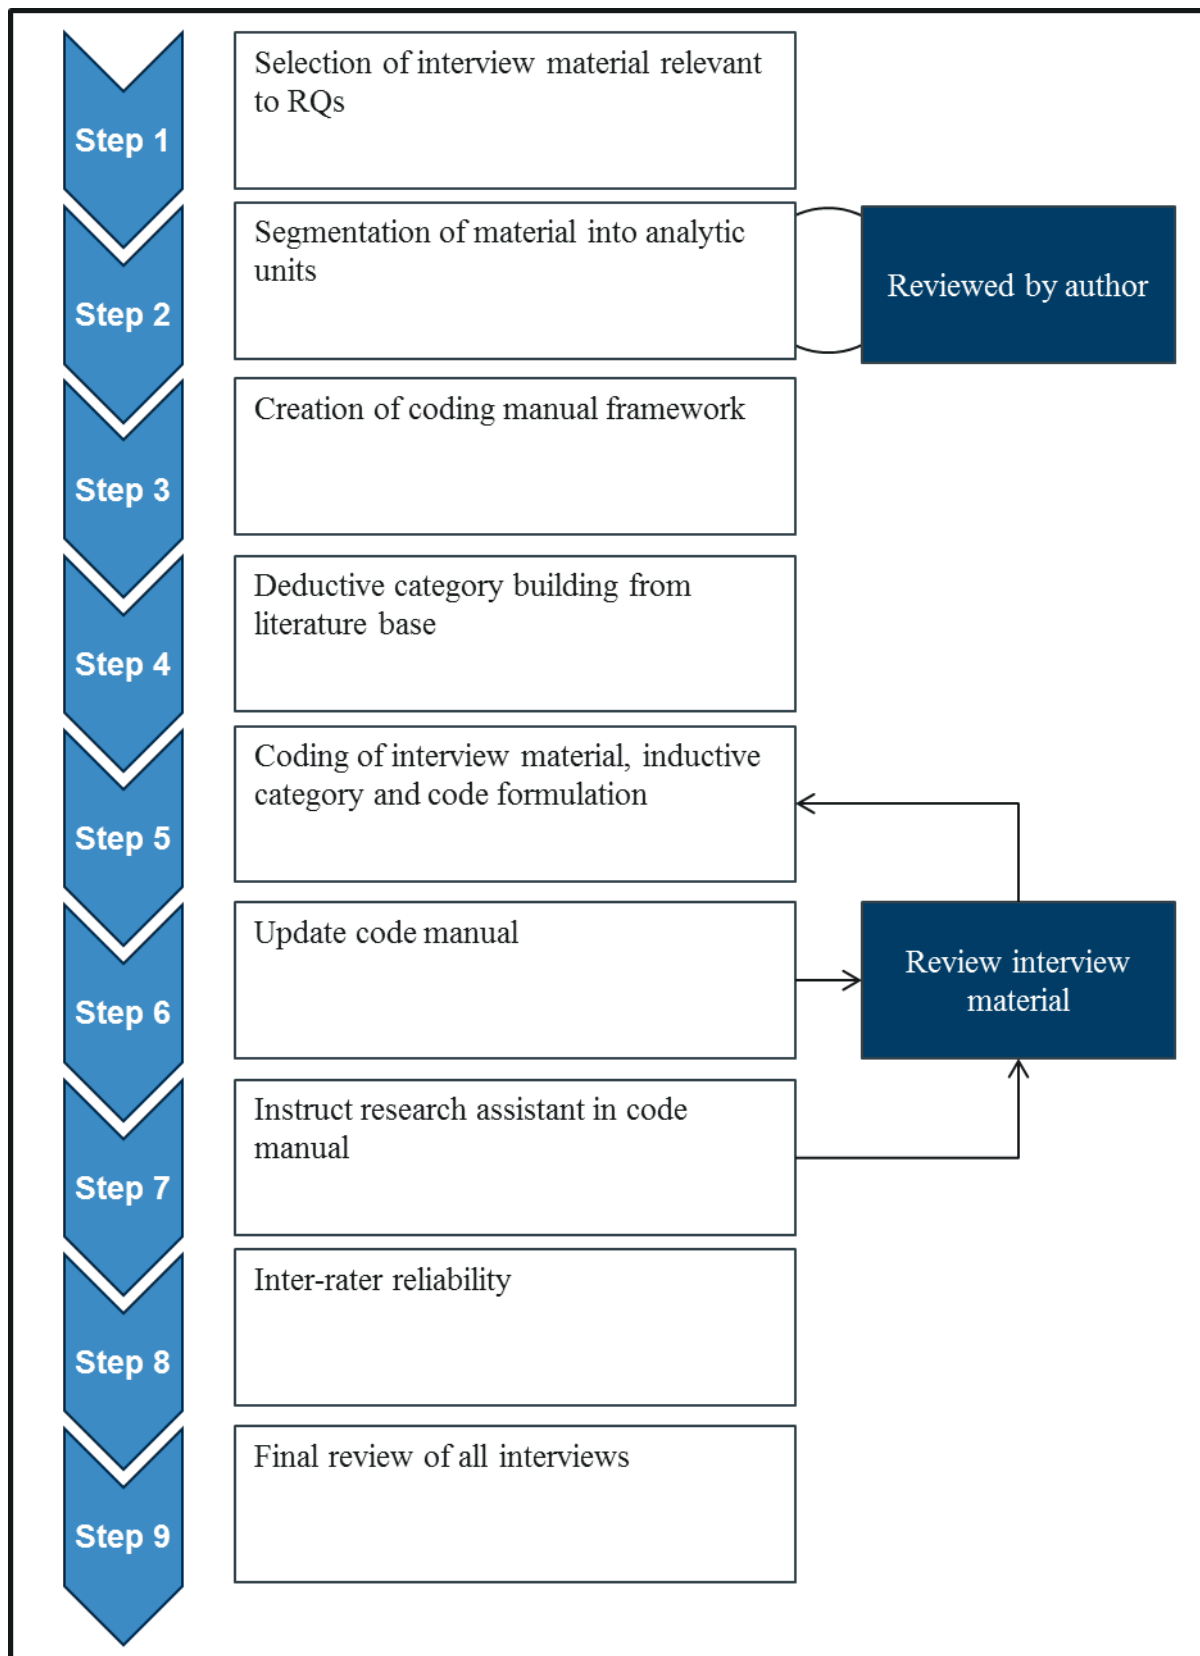 Step 1
Selection of interview material relevant
to RQs
Step 2
Segmentation of material into analytic
units
Reviewed by author
Step 3
Creation of coding manual framework
Step 4
Deductive category building from
literature base
Step 5
Coding of interview material, inductive
category and code formulation
Step 6
Update code manual
Review interview
material
Step 7
Instruct research assistant in code
manual
Step 8
Inter-rater reliability
Step 9
Final review of all interviews